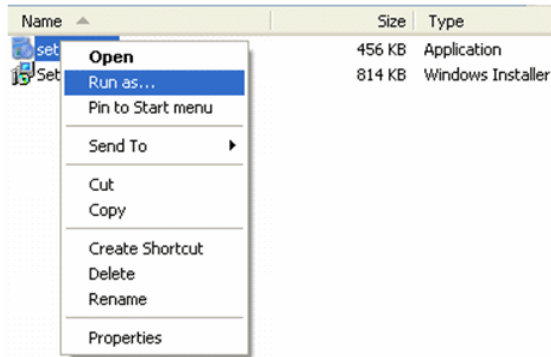 Name Size Type
set 456 KB Application
Set 814 KB Windows Installer
Open
Run as...
Pin to Start menu
Send To
Cut
Copy
Create Shortcut
Delete
Rename
Properties